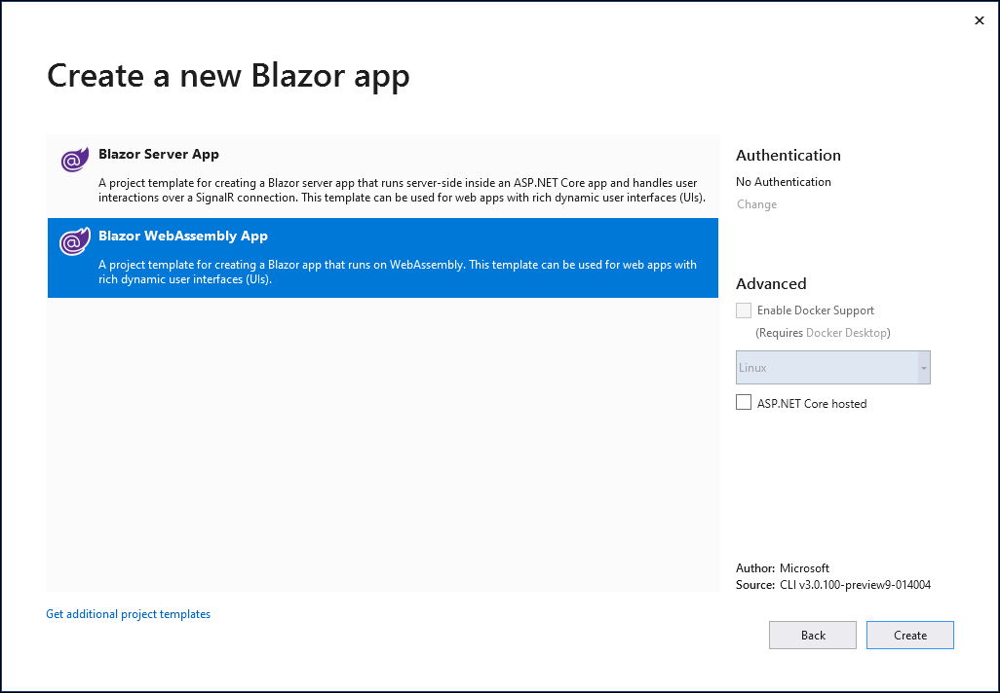 Create a new Blazor app
Blazor Server App
A project template for creating a Blazor server app that runs server-side inside an ASP.NET Core app and handles user
interactions over a SignalR connection. This template can be used for web apps with rich dynamic user interfaces (UIs).
Blazor WebAssembly App
A project template for creating a Blazor app that runs on WebAssembly. This template can be used for web apps with
rich dynamic user interfaces (UIs).
Get additional project templates
Authentication
No Authentication
Change
Advanced
Enable Docker Support
(Requires Docker Desktop)
Linux
ASP.NET Core hosted
Author: Microsoft
Source: CLI v3.0.100-preview9-014004
Back
Create